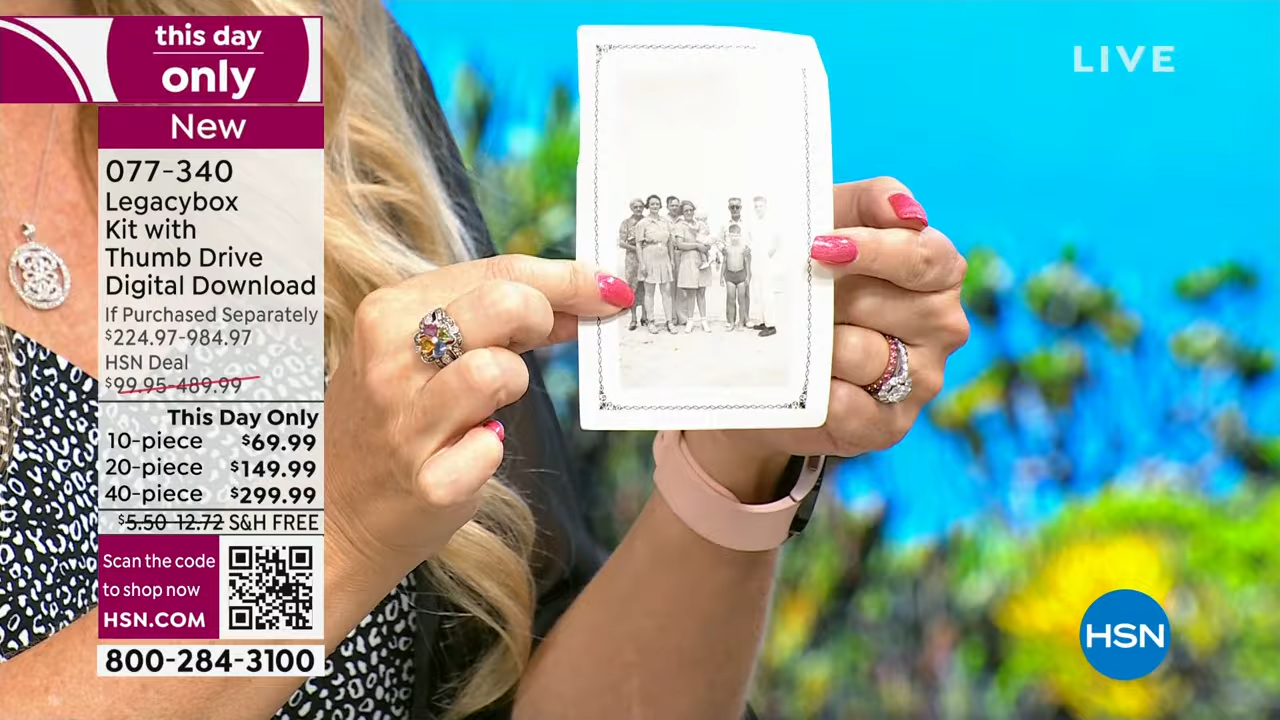 this day
only
New
077-340
Legacybox
Kit with
Thumb Drive
Digital Download
If Purchased Separately
$224.97-984.97
HSN Deal
$99.95-489.99
This Day Only
10-piece $69.99
20-piece $149.99
40-piece $299.99
$5.50-12.72 S&H FREE
Scan the code
to shop now
HSN.COM
800-284-3100
LIVE
HSN